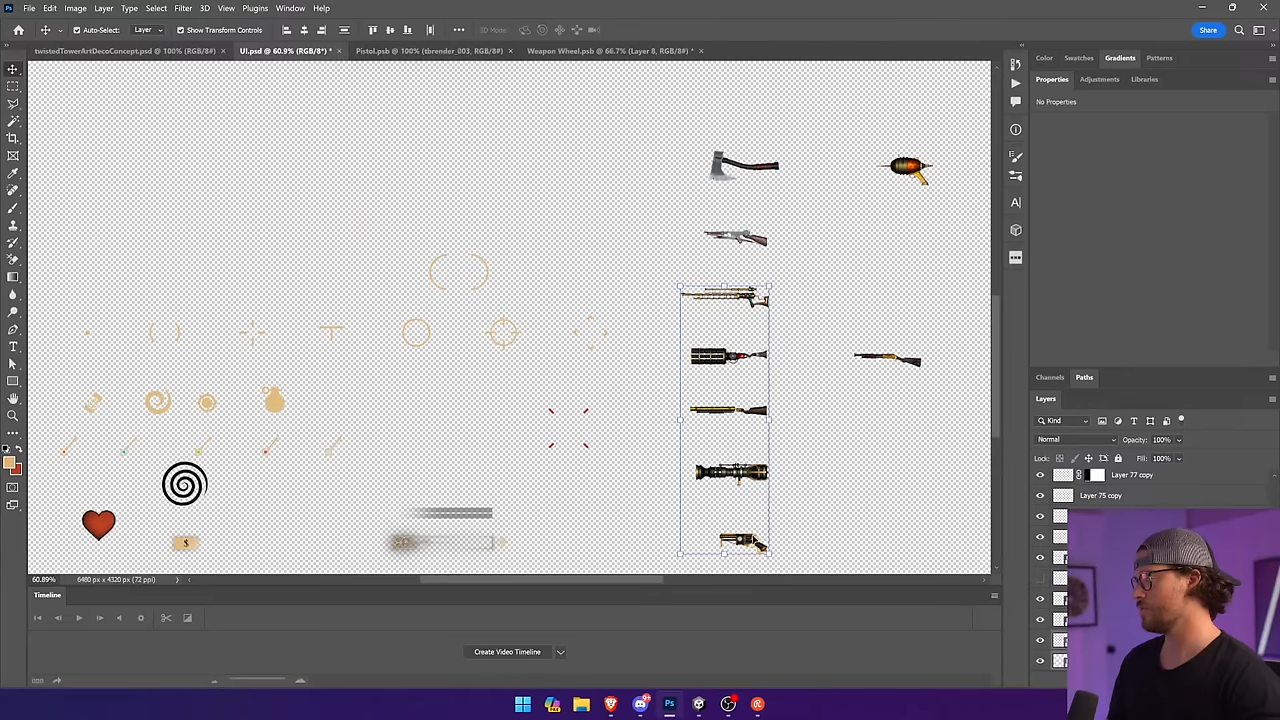 Ps File Edit Image Layer Type Select Filter 3D View Plugins Window Help
Auto-Select: Layer Show Transform Controls 3D Mode: Share
twistedTowerArtDecoConcept.psd @ 100% (RGB/8#) × UI.psd @ 60.9% (RGB/8#) * × Pistol.psb @ 100% (tbrender_003, RGB/8#) × Weapon Wheel.psb @ 66.7% (Layer 8, RGB/8#) * ×
Color Swatches Gradients Patterns
Properties Adjustments Libraries
No Properties
Channels Paths
Layers
Kind
Normal Opacity: 100%
Lock: Fill: 100%
Layer 77 copy
Layer 75 copy
$
60.89% 6480 px x 4320 px (72 ppi)
Timeline
Create Video Timeline
Ps